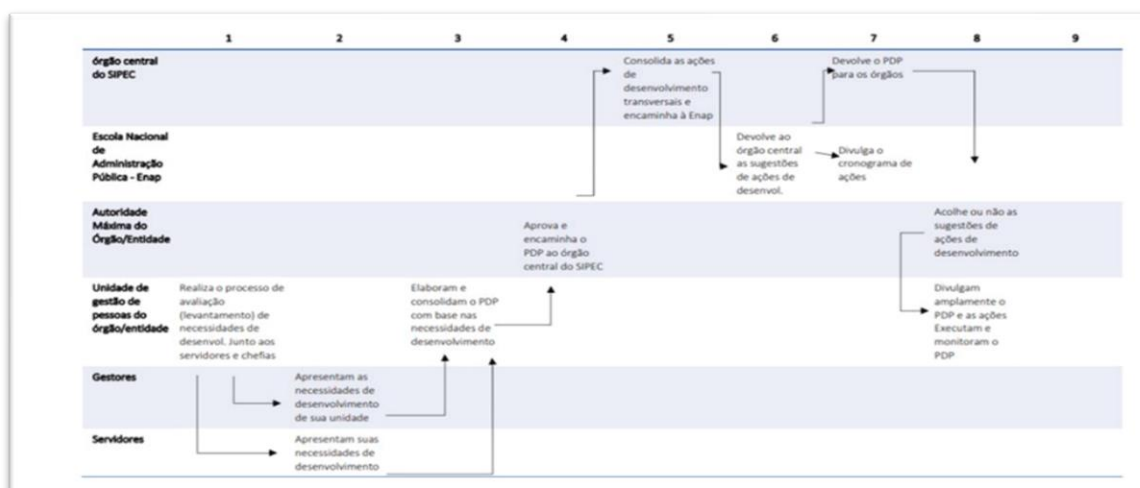 1 2 3 4 5 6 7 8 9
órgão central
do SIPEC
Consolida as ações
de
desenvolvimento
transversais e
encaminha à Enap
Devolve o PDP
para os órgãos
Escola Nacional
de
Administração
Pública - Enap
Devolve ao
órgão central
as sugestões
de ações de
desenvol.
Divulga o
cronograma de
ações
Autoridade
Máxima do
Órgão/Entidade
Aprova e
encaminha o
PDP ao órgão
central do SIPEC
Acolhe ou não as
sugestões de
ações de
desenvolvimento
Unidade de
gestão de
pessoas do
órgão/entidade
Realiza o processo de
avaliação
(levantamento) de
necessidades de
desenvol. Junto aos
servidores e chefias
Elaboram e
consolidam o PDP
com base nas
necessidades de
desenvolvimento
Divulgam
amplamente o
PDP e as ações
Executam e
monitoram o
PDP
Gestores
Apresentam as
necessidades de
desenvolvimento
de sua unidade
Servidores
Apresentam suas
necessidades de
desenvolvimento